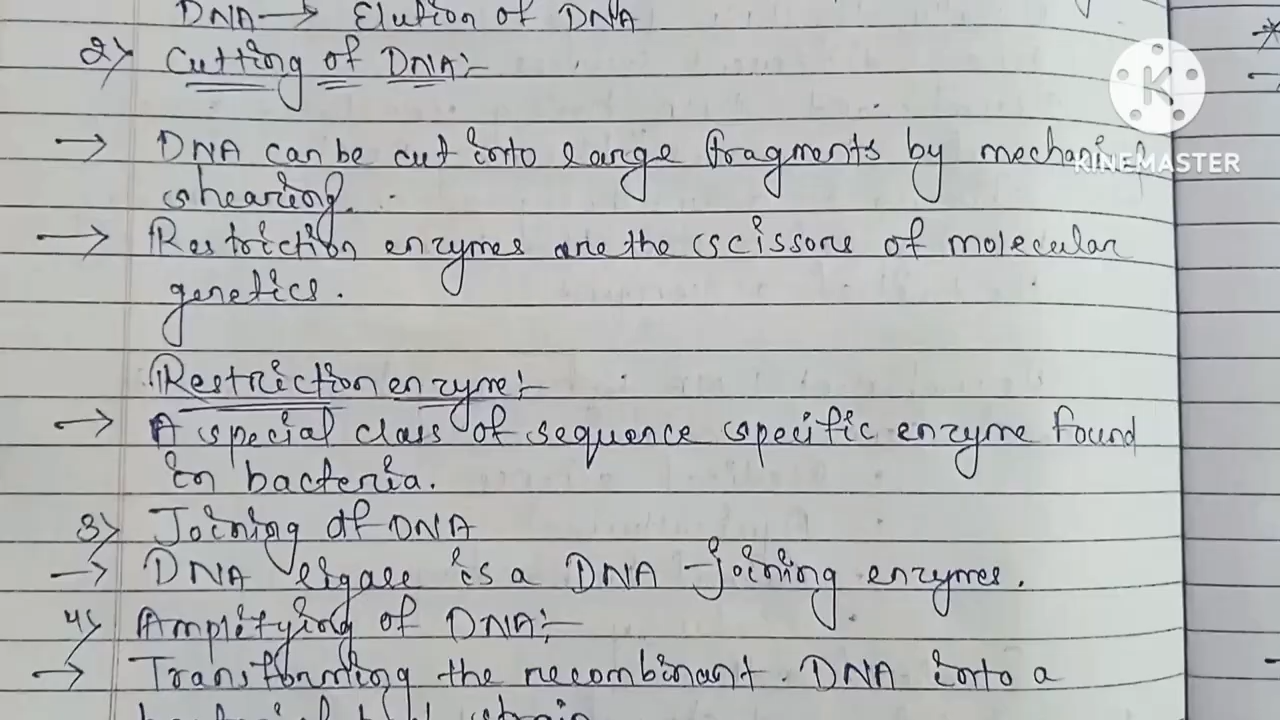 DNA → Elution of DNA
2) Cutting of DNA:-
→ DNA can be cut into large fragments by mechanical
shearing.
→ Restriction enzymes are the scissors of molecular
genetics.
Restriction enzyme:-
→ A special class of sequence specific enzyme found
in bacteria.
3) Joining of DNA
→ DNA ligase is a DNA-joining enzymes.
4) Amplifying of DNA:-
→ Transforming the recombinant DNA into a
K
KINEMASTER